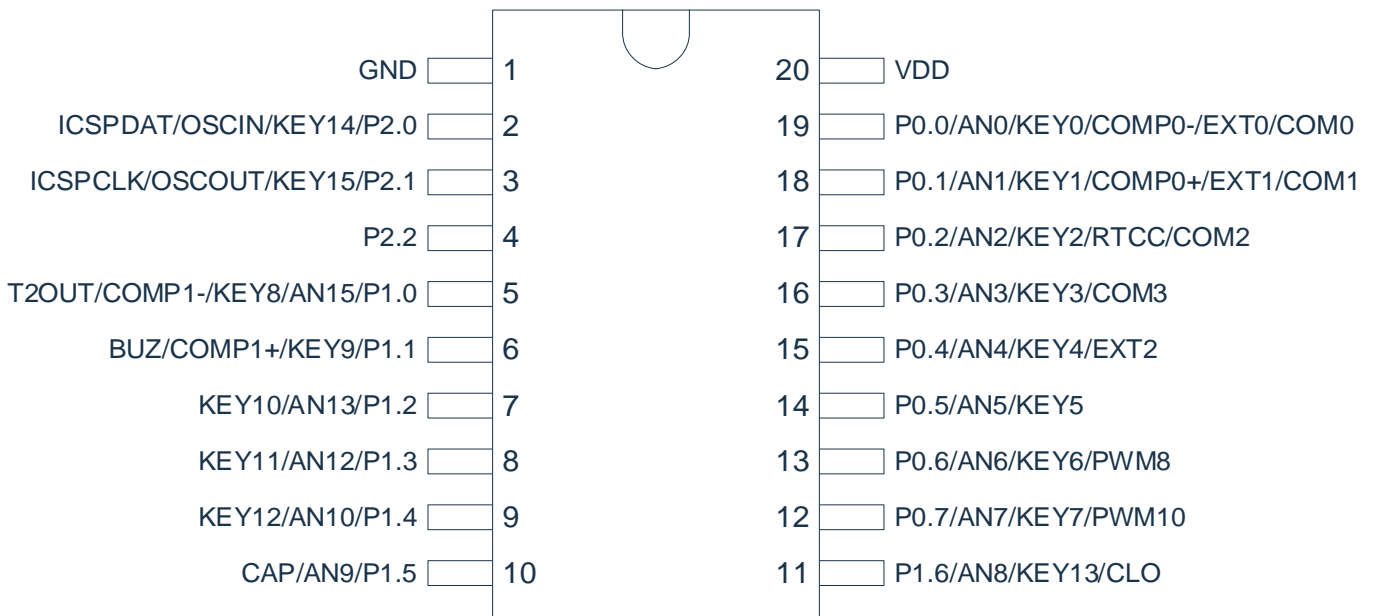 GND 1 20 VDD
ICSPDAT/OSCIN/KEY14/P2.0 2 19 P0.0/AN0/KEY0/COMP0-/EXT0/COM0
ICSPCLK/OSCOUT/KEY15/P2.1 3 18 P0.1/AN1/KEY1/COMP0+/EXT1/COM1
P2.2 4 17 P0.2/AN2/KEY2/RTCC/COM2
T2OUT/COMP1-/KEY8/AN15/P1.0 5 16 P0.3/AN3/KEY3/COM3
BUZ/COMP1+/KEY9/P1.1 6 15 P0.4/AN4/KEY4/EXT2
KEY10/AN13/P1.2 7 14 P0.5/AN5/KEY5
KEY11/AN12/P1.3 8 13 P0.6/AN6/KEY6/PWM8
KEY12/AN10/P1.4 9 12 P0.7/AN7/KEY7/PWM10
CAP/AN9/P1.5 10 11 P1.6/AN8/KEY13/CLO